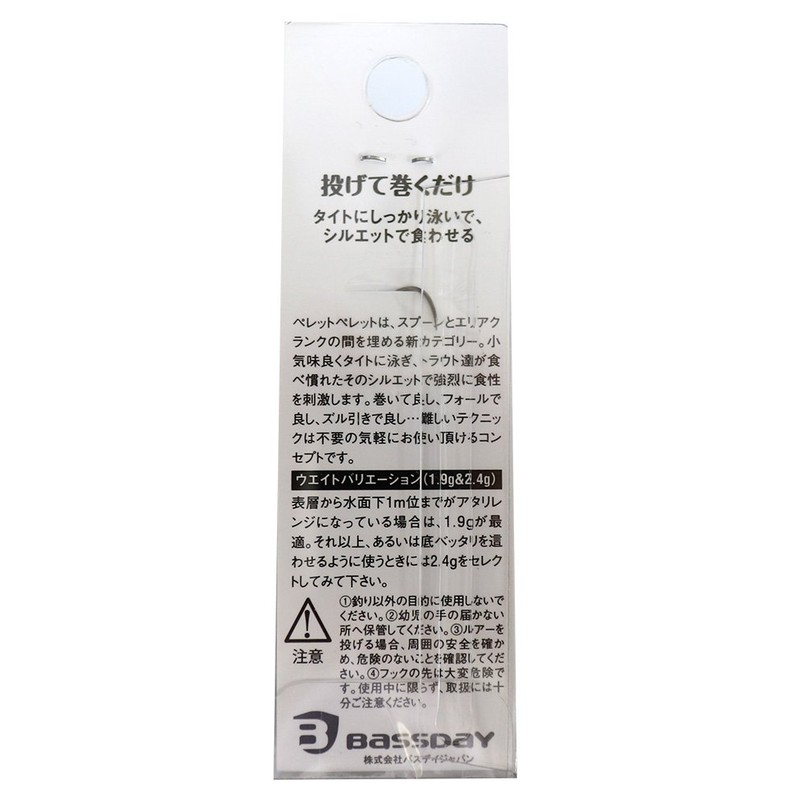 投げて巻くだけ
タイトにしっかり泳いで、
シルエットで食わせる
ペレットペレットは、スプーンとエリアク
ランクの間を埋める新カテゴリー。小
気味良くタイトに泳ぎ、トラウト達が食
べ慣れたそのシルエットで強烈に食性
を刺激します。巻いて良し、フォールで
良し、ズル引きで良し…難しいテクニッ
クは不要の気軽にお使い頂けるコン
セプトです。
ウエイトバリエーション(1.9g&2.4g)
表層から水面下1m位までがアタリレ
ンジになっている場合は、1.9gが最
適。それ以上、あるいは底ベッタリを這
わせるように使うときには2.4gをセレク
トしてみて下さい。
①釣り以外の目的に使用しないで
ください。②幼児の手の届かない
所へ保管してください。③ルアーを
投げる場合、周囲の安全を確か
め、危険のないことを確認してくだ
さい。④フックの先は大変危険で
す。使用中に限らず、取扱には十
分ご注意ください。
注意
BASSDAY
株式会社バスデイジャパン